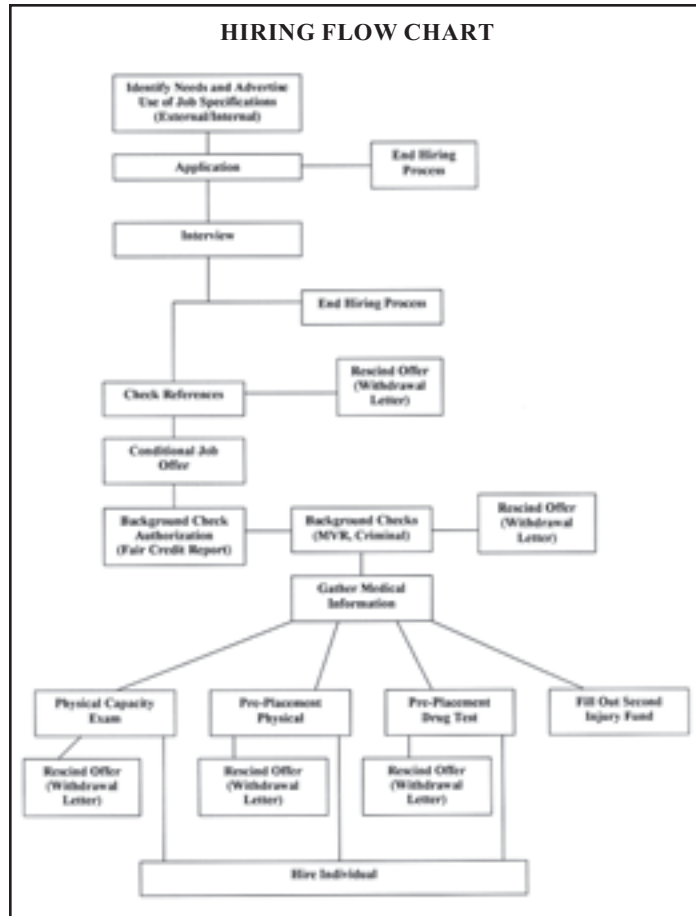 HIRING FLOW CHART
Identify Needs and Advertise
Use of Job Specifications
(External/Internal)
Application
End Hiring
Process
Interview
End Hiring Process
Check References
Rescind Offer
(Withdrawal
Letter)
Conditional Job
Offer
Background Check
Authorization
(Fair Credit Report)
Background Checks
(MVR, Criminal)
Rescind Offer
(Withdrawal
Letter)
Gather Medical
Information
Physical Capacity
Exam
Pre-Placement
Physical
Pre-Placement
Drug Test
Fill Out Second
Injury Fund
Rescind Offer
(Withdrawal
Letter)
Rescind Offer
(Withdrawal
Letter)
Rescind Offer
(Withdrawal
Letter)
Hire Individual